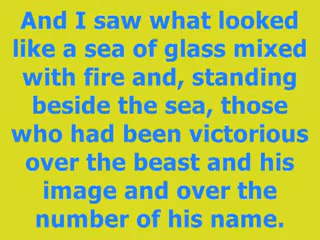 And I saw what looked
like a sea of glass mixed
with fire and, standing
beside the sea, those
who had been victorious
over the beast and his
image and over the
number of his name.